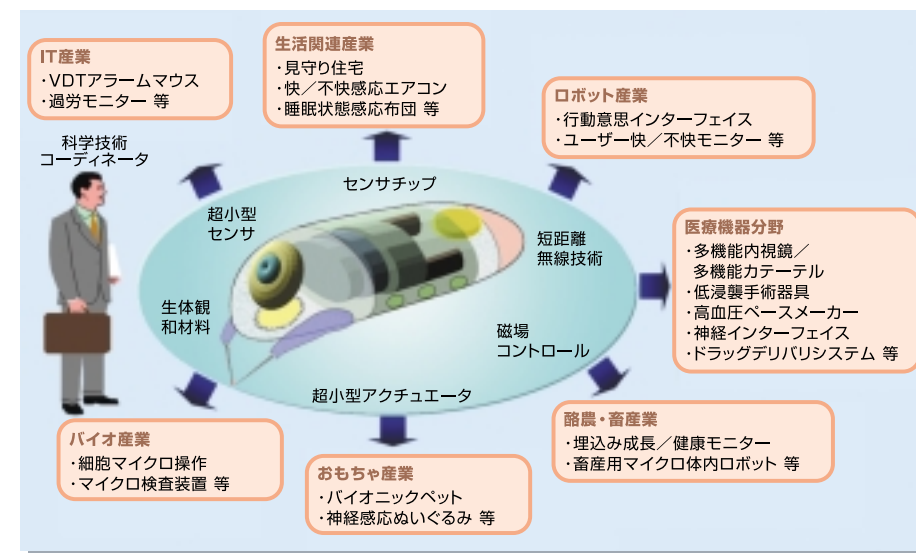 IT産業
・VDTアラームマウス
・過労モニター 等
生活関連産業
・見守り住宅
・快／不快感応エアコン
・睡眠状態感応布団 等
ロボット産業
・行動意思インターフェイス
・ユーザー快／不快モニター 等
科学技術
コーディネータ
センサチップ
超小型
センサ
短距離
無線技術
生体観
和材料
磁場
コントロール
超小型アクチュエータ
医療機器分野
・多機能内視鏡／
多機能カテーテル
・低浸襲手術器具
・高血圧ペースメーカー
・神経インターフェイス
・ドラッグデリバリシステム 等
酪農・畜産業
・埋込み成長／健康モニター
・畜産用マイクロ体内ロボット 等
バイオ産業
・細胞マイクロ操作
・マイクロ検査装置 等
おもちゃ産業
・バイオニックペット
・神経感応ぬいぐるみ 等